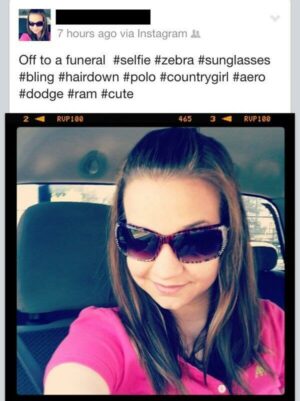 7 hours ago via Instagram
Off to a funeral #selfie #zebra #sunglasses
#bling #hairdown #polo #countrygirl #aero
#dodge #ram #cute
2 ◄ RVP100 465 3 ◄ RVP100